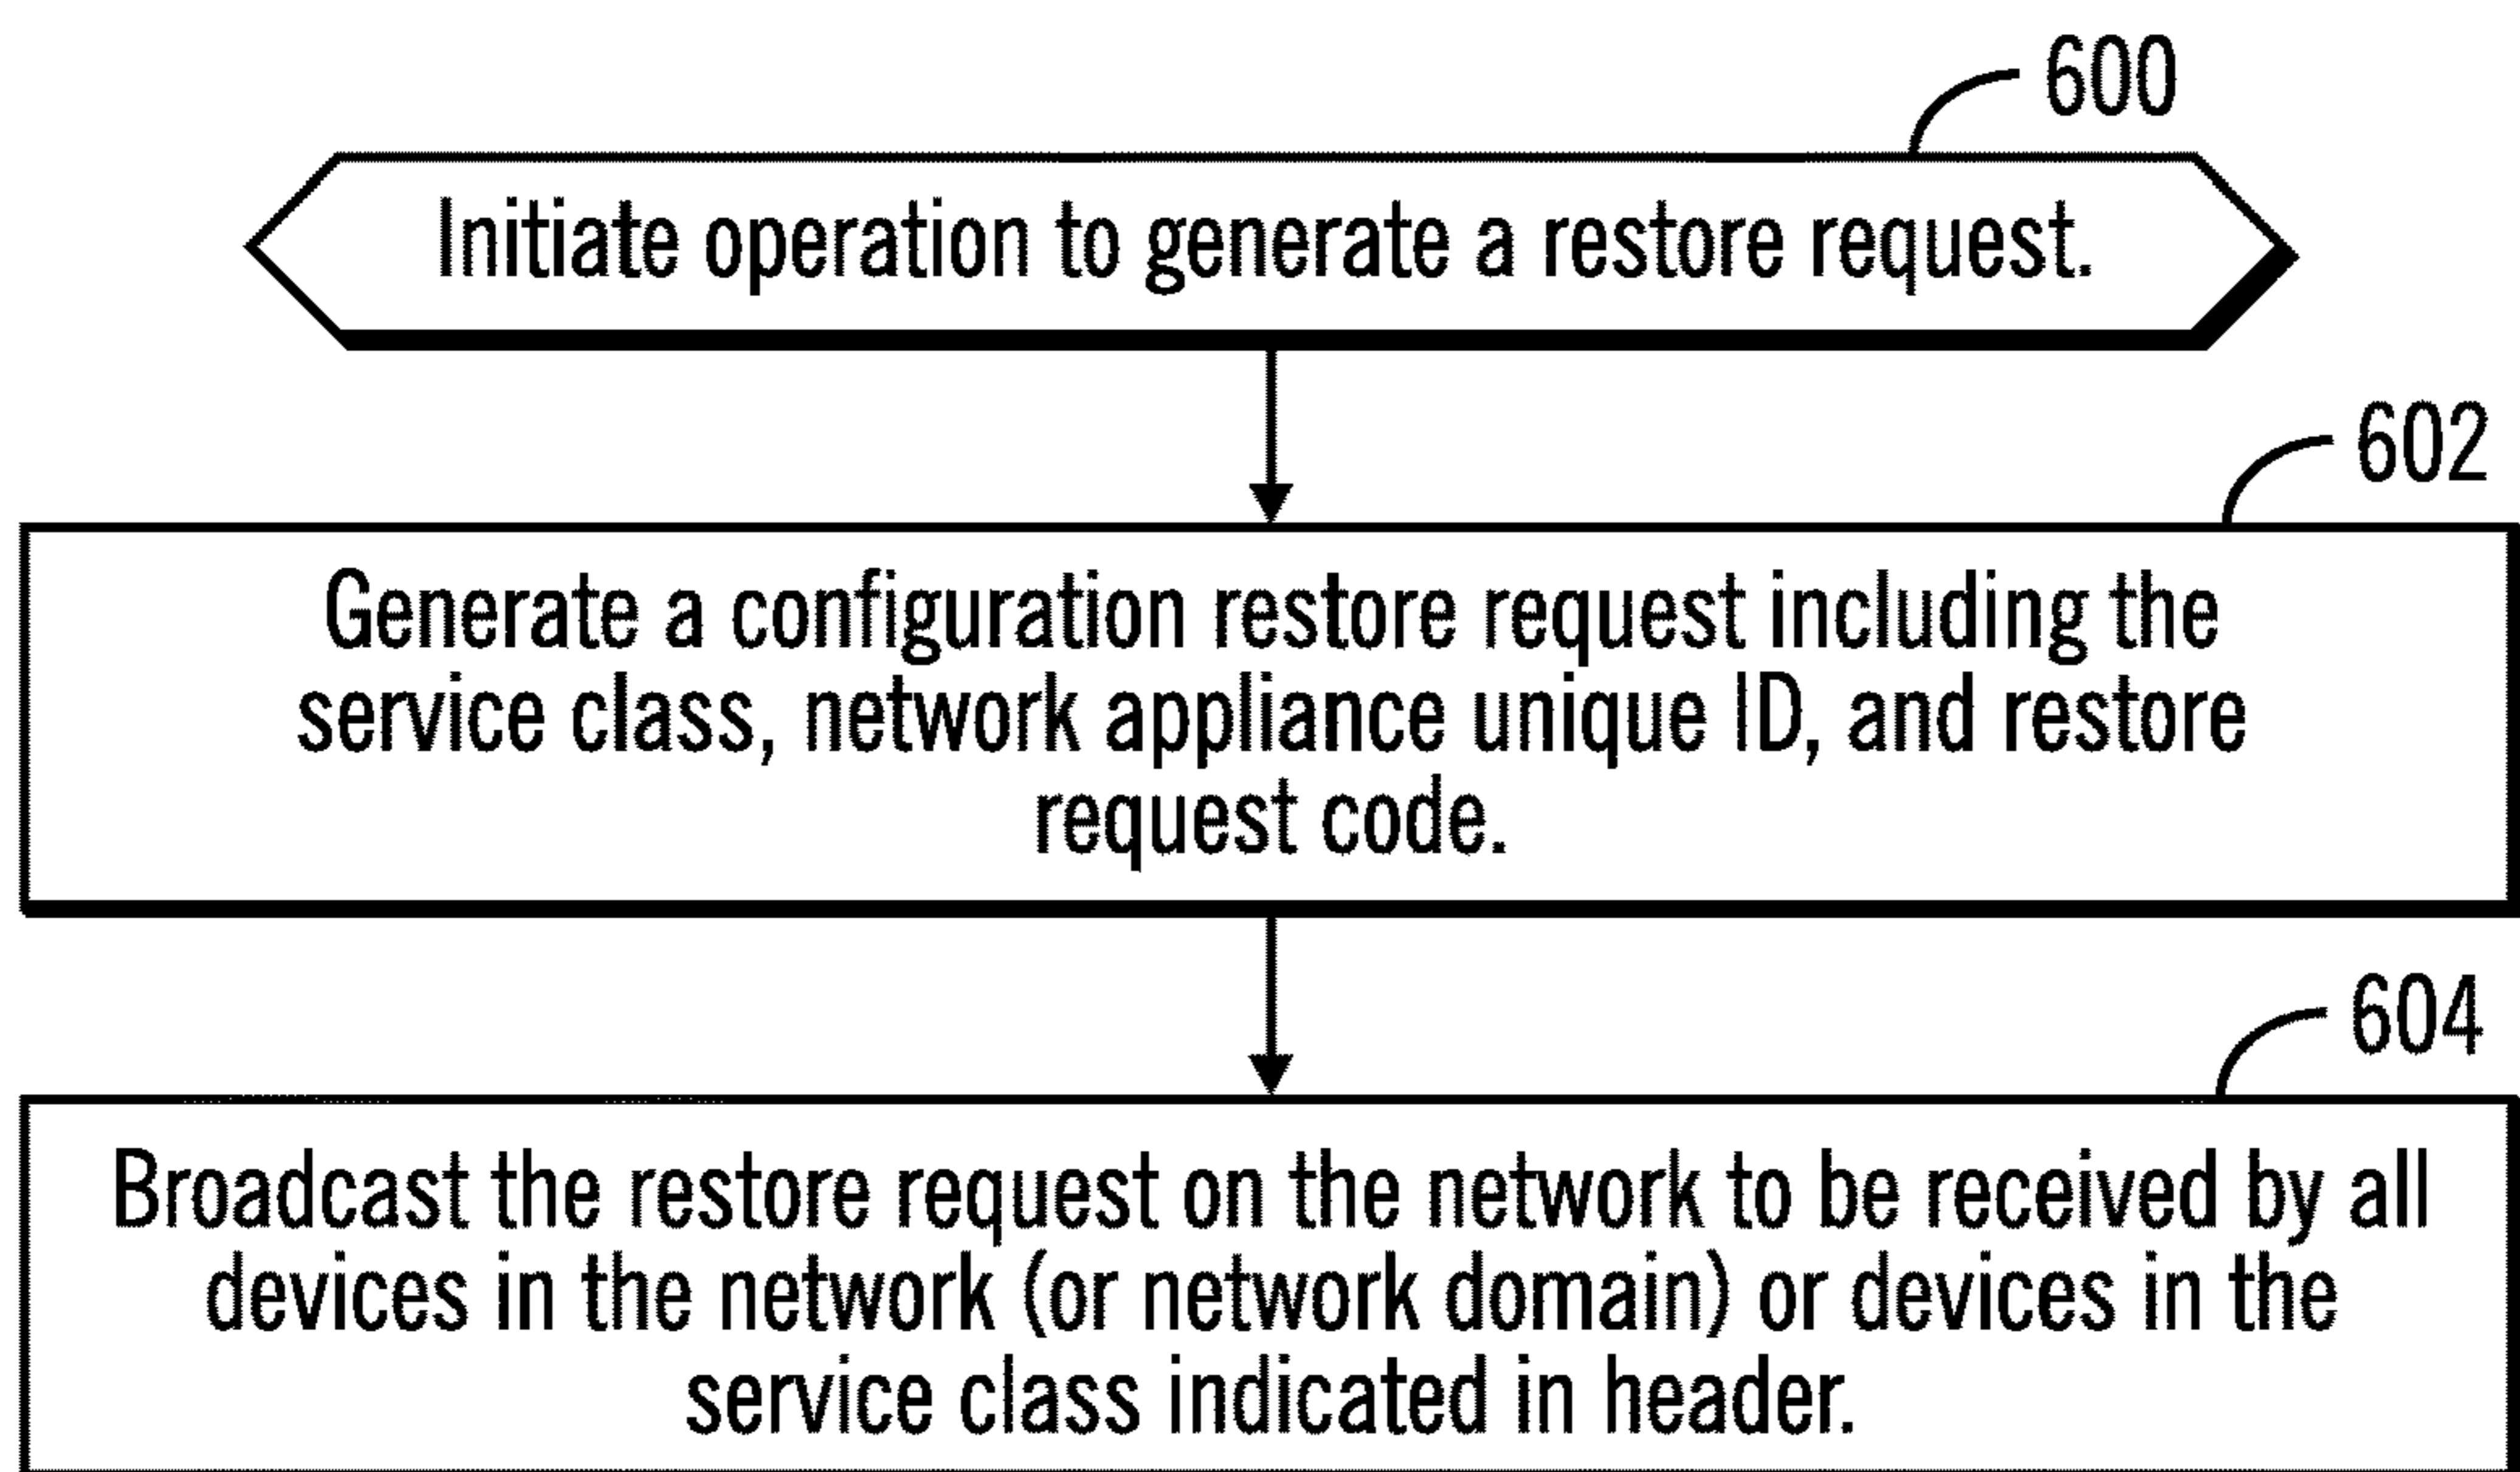 600
Initiate operation to generate a restore request.
602
Generate a configuration restore request including the
service class, network appliance unique ID, and restore
request code.
604
Broadcast the restore request on the network to be received by all
devices in the network (or network domain) or devices in the
service class indicated in header.